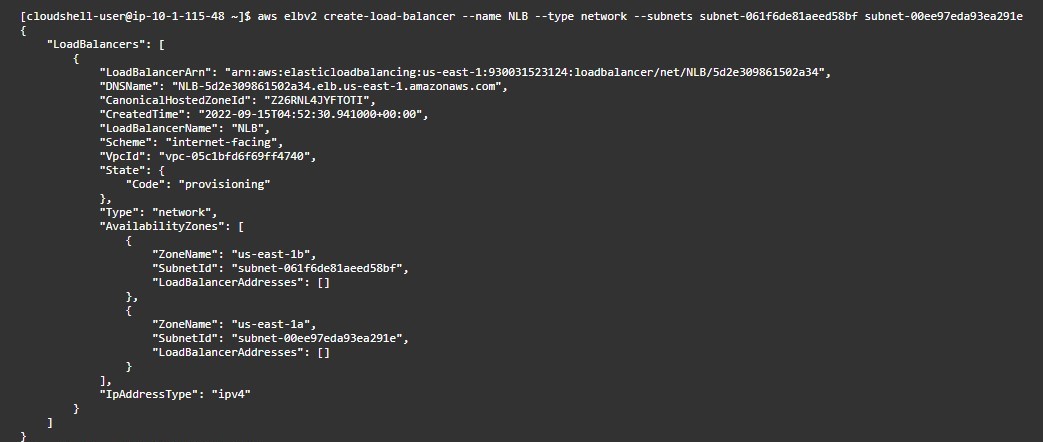 [cloudshell-user@ip-10-1-115-48 ~]$ aws elbv2 create-load-balancer --name NLB --type network --subnets subnet-061f6de81aeed58bf subnet-00ee97eda93ea291e
{
    "LoadBalancers": [
        {
            "LoadBalancerArn": "arn:aws:elasticloadbalancing:us-east-1:930031523124:loadbalancer/net/NLB/5d2e309861502a34",
            "DNSName": "NLB-5d2e309861502a34.elb.us-east-1.amazonaws.com",
            "CanonicalHostedZoneId": "Z26RNL4JYFTOTI",
            "CreatedTime": "2022-09-15T04:52:30.941000+00:00",
            "LoadBalancerName": "NLB",
            "Scheme": "internet-facing",
            "VpcId": "vpc-05c1bfd6f69ff4740",
            "State": {
                "Code": "provisioning"
            },
            "Type": "network",
            "AvailabilityZones": [
                {
                    "ZoneName": "us-east-1b",
                    "SubnetId": "subnet-061f6de81aeed58bf",
                    "LoadBalancerAddresses": []
                },
                {
                    "ZoneName": "us-east-1a",
                    "SubnetId": "subnet-00ee97eda93ea291e",
                    "LoadBalancerAddresses": []
                }
            ],
            "IpAddressType": "ipv4"
        }
    ]
}